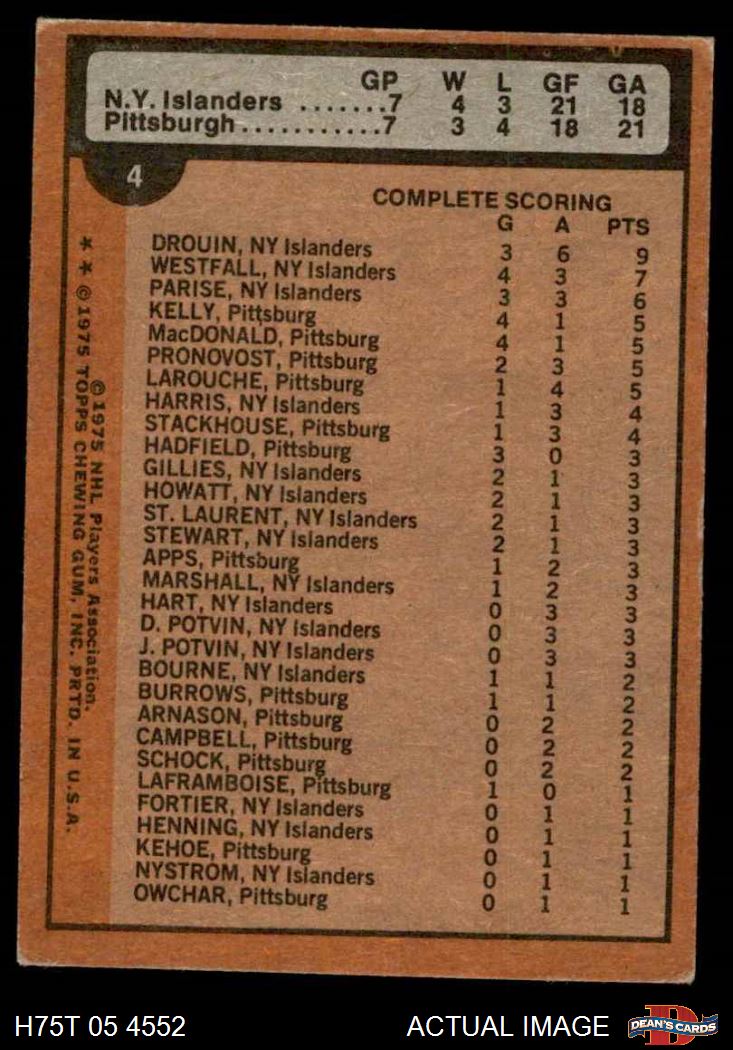 GP W L GF GA
N.Y. Islanders .......7 4 3 21 18
Pittsburgh...........7 3 4 18 21
4
COMPLETE SCORING
G A PTS
DROUIN, NY Islanders 3 6 9
WESTFALL, NY Islanders 4 3 7
PARISE, NY Islanders 3 3 6
KELLY, Pittsburg 4 1 5
MacDONALD, Pittsburg 4 1 5
PRONOVOST, Pittsburg 2 3 5
LAROUCHE, Pittsburg 1 4 5
HARRIS, NY Islanders 1 3 4
STACKHOUSE, Pittsburg 1 3 4
HADFIELD, Pittsburg 3 0 3
GILLIES, NY Islanders 2 1 3
HOWATT, NY Islanders 2 1 3
ST. LAURENT, NY Islanders 2 1 3
STEWART, NY Islanders 2 1 3
APPS, Pittsburg 1 2 3
MARSHALL, NY Islanders 1 2 3
HART, NY Islanders 0 3 3
D. POTVIN, NY Islanders 0 3 3
J. POTVIN, NY Islanders 0 3 3
BOURNE, NY Islanders 1 1 2
BURROWS, Pittsburg 1 1 2
ARNASON, Pittsburg 0 2 2
CAMPBELL, Pittsburg 0 2 2
SCHOCK, Pittsburg 0 2 2
LAFRAMBOISE, Pittsburg 1 0 1
FORTIER, NY Islanders 0 1 1
HENNING, NY Islanders 0 1 1
KEHOE, Pittsburg 0 1 1
NYSTROM, NY Islanders 0 1 1
OWCHAR, Pittsburg 0 1 1
©1975 NHL Players Association.
★ ★ ©1975 TOPPS CHEWING GUM, INC. PRTD. IN U.S.A.
H75T 05 4552 ACTUAL IMAGE
D
DEAN'S CARDS